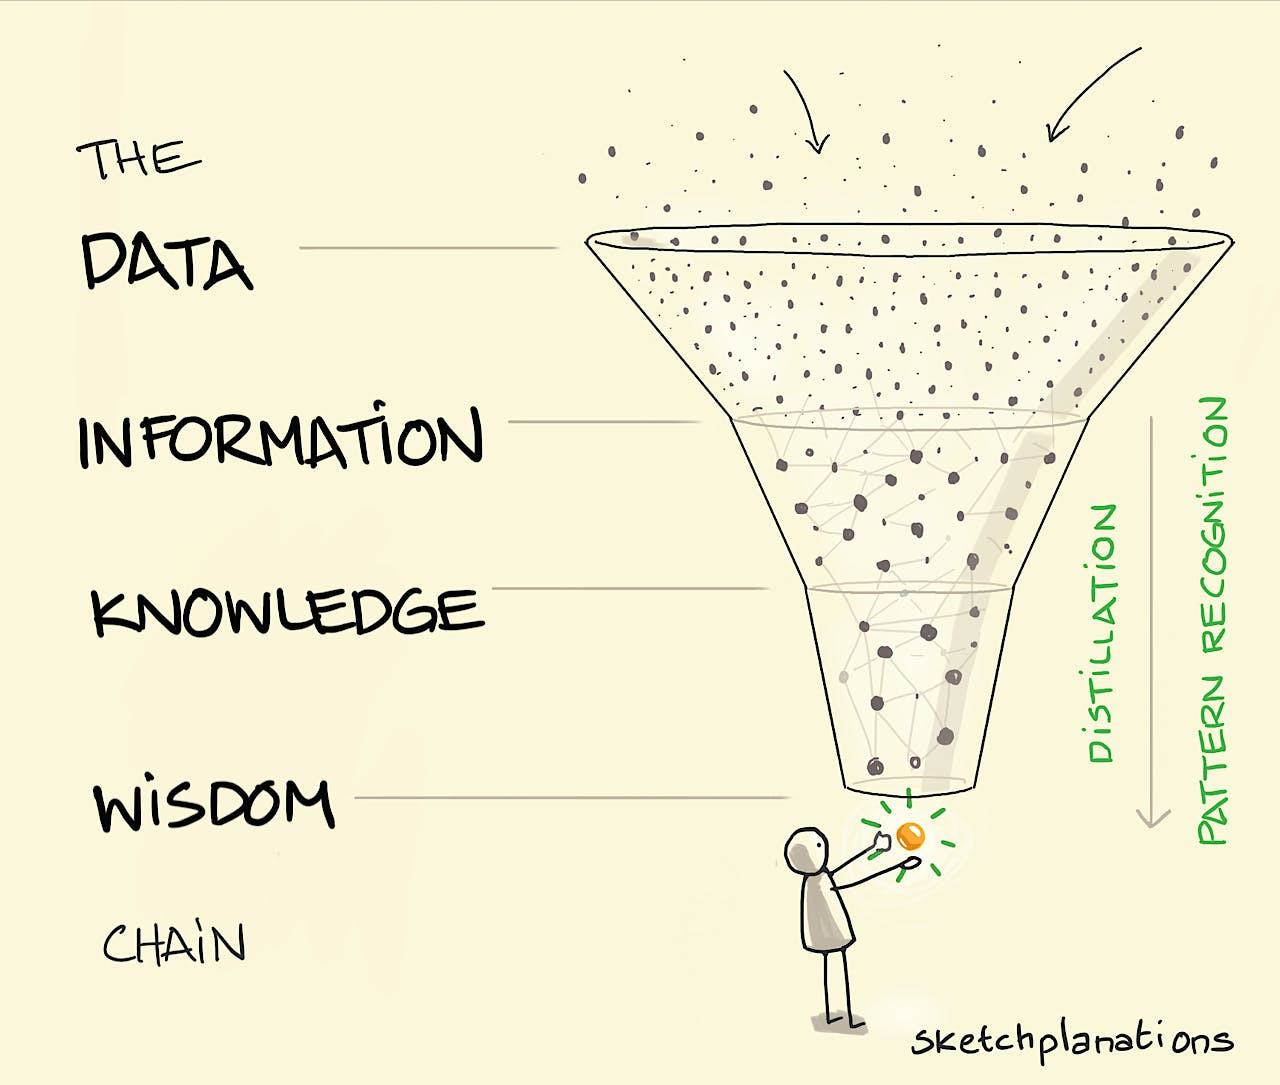 THE
DATA
INFORMATION
KNOWLEDGE
WISDOM
CHAIN
DISTILLATION
PATTERN RECOGNITION
sketchplanations